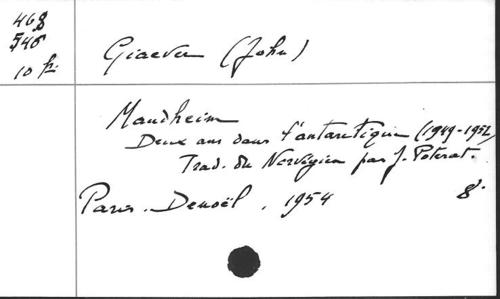 468
546
10 fr
Giaever (John)
Maudheim
Deux ans dans l'antarctique (1949-1952)
Trad. du Norvégien par J. Poterat.
Paris. Denoël, 1954 8°